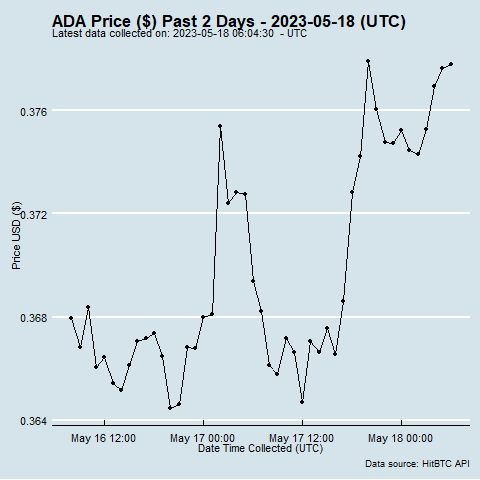 ADA Price ($) Past 2 Days - 2023-05-18 (UTC)
Latest data collected on: 2023-05-18 06:04:30 - UTC
0.376
0.372
0.368
0.364
Price USD ($)
May 16 12:00 May 17 00:00 May 17 12:00 May 18 00:00
Date Time Collected (UTC)
Data source: HitBTC API